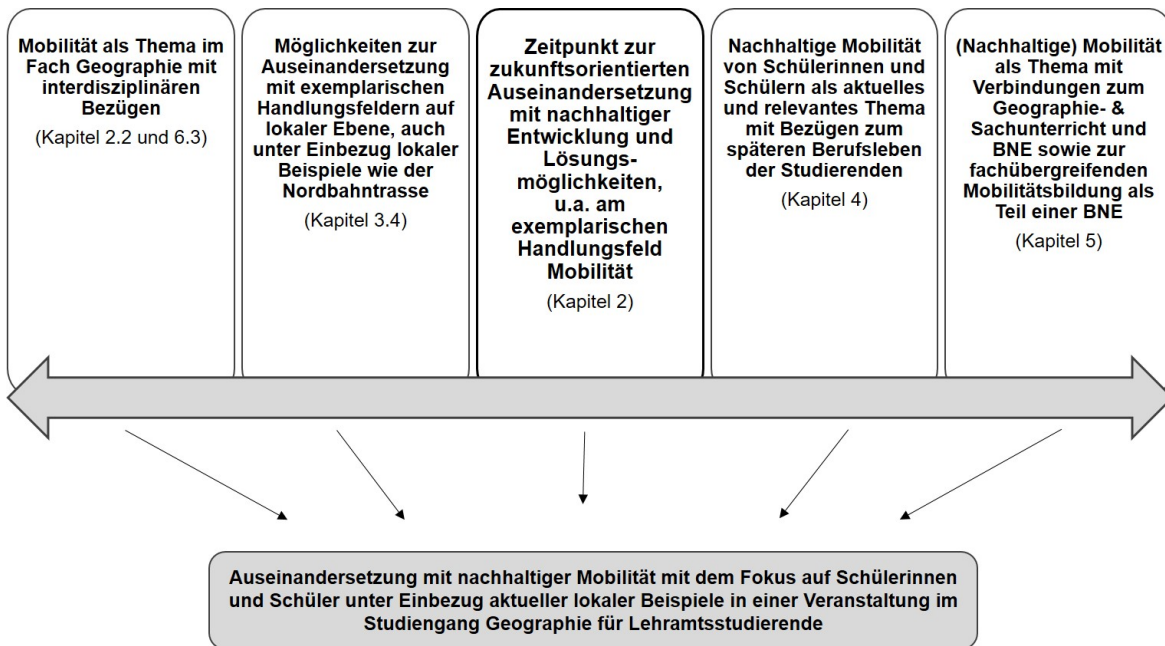 Mobilität als Thema im
Fach Geographie mit
interdisziplinären
Bezügen
(Kapitel 2.2 und 6.3)
Möglichkeiten zur
Auseinandersetzung
mit exemplarischen
Handlungsfeldern auf
lokaler Ebene, auch
unter Einbezug lokaler
Beispiele wie der
Nordbahntrasse
(Kapitel 3.4)
Zeitpunkt zur
zukunftsorientierten
Auseinandersetzung
mit nachhaltiger
Entwicklung und
Lösungs-
möglichkeiten,
u.a. am
exemplarischen
Handlungsfeld
Mobilität
(Kapitel 2)
Nachhaltige Mobilität
von Schülerinnen und
Schülern als aktuelles
und relevantes Thema
mit Bezügen zum
späteren Berufsleben
der Studierenden
(Kapitel 4)
(Nachhaltige) Mobilität
als Thema mit
Verbindungen zum
Geographie- &
Sachunterricht und
BNE sowie zur
fachübergreifenden
Mobilitätsbildung als
Teil einer BNE
(Kapitel 5)
Auseinandersetzung mit nachhaltiger Mobilität mit dem Fokus auf Schülerinnen
und Schüler unter Einbezug aktueller lokaler Beispiele in einer Veranstaltung im
Studiengang Geographie für Lehramtsstudierende